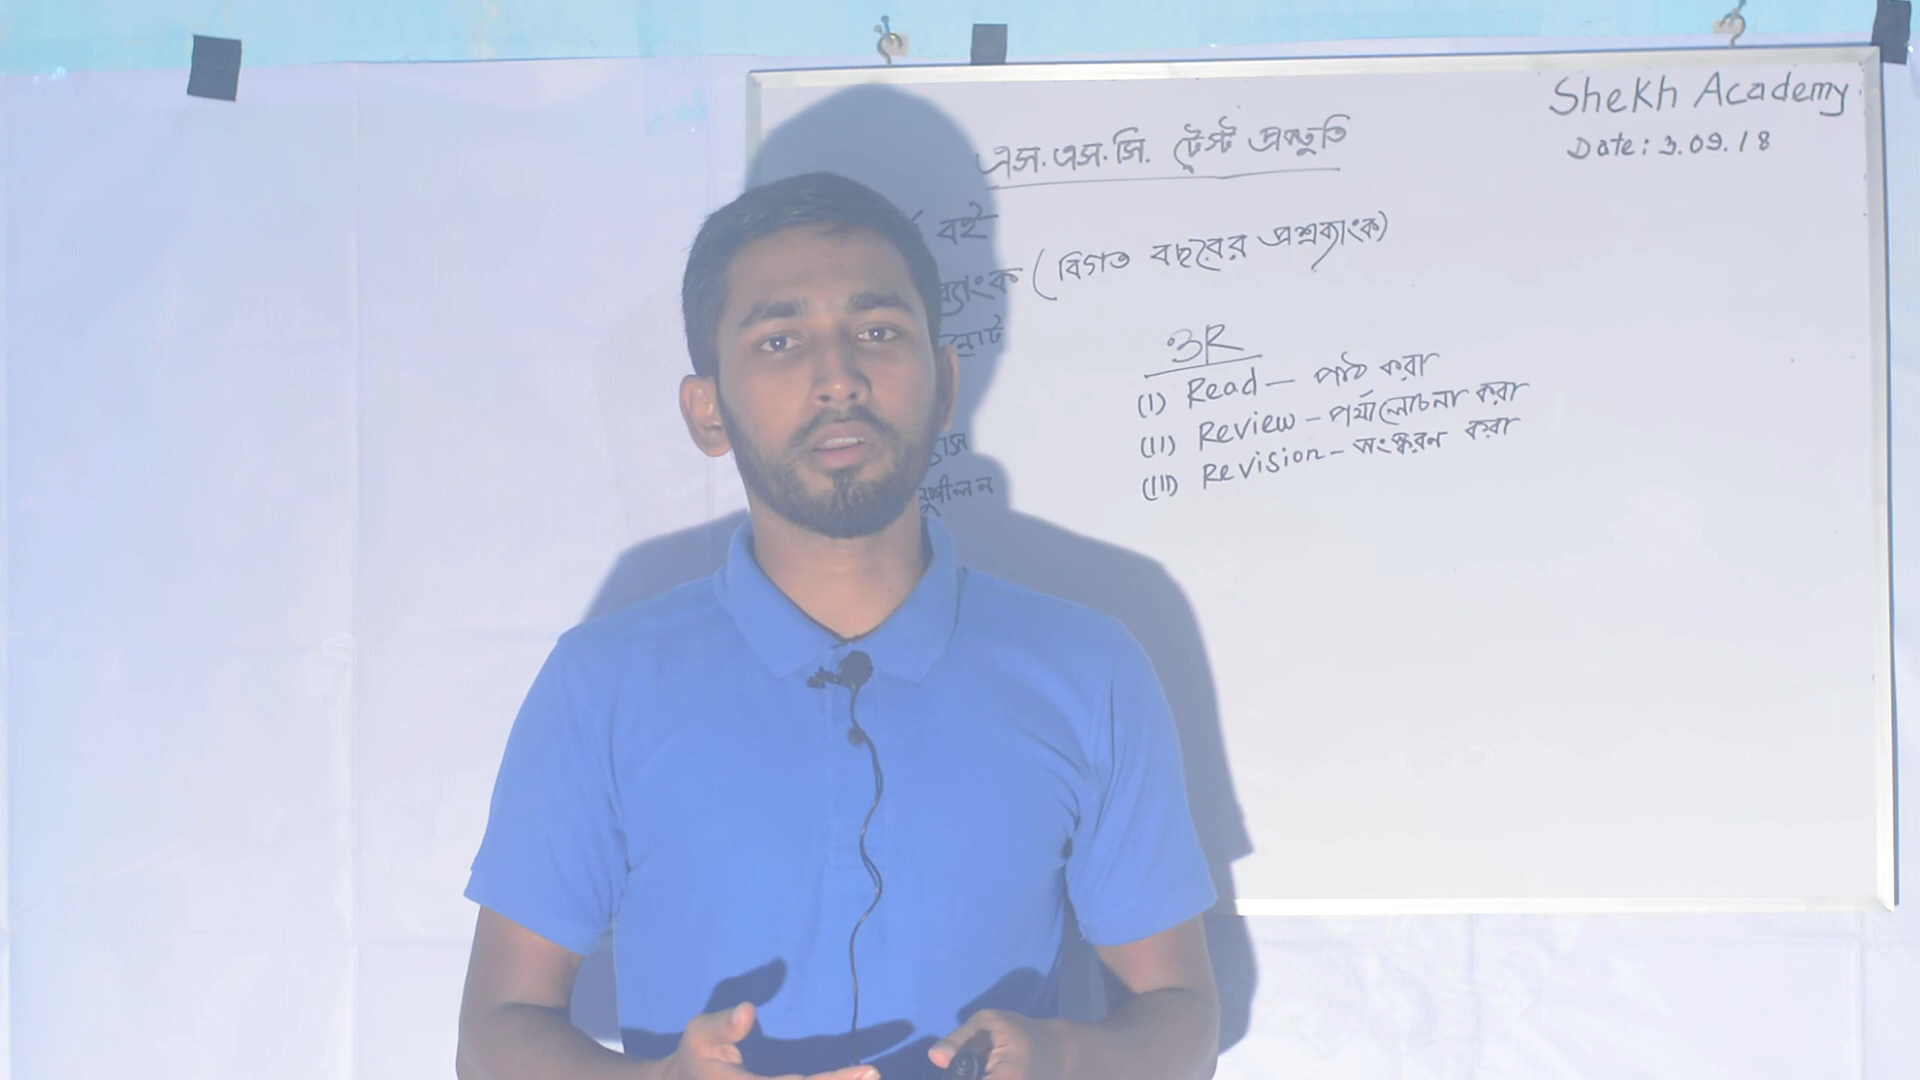 Shekh Academy
Date: 3.09.18
এস.এস.সি. টেস্ট প্রস্তুতি
বই
ব্যাংক (বিগত বছরের প্রশ্নব্যাংক)
নোট
3R
(I) Read - পাঠ করা
(II) Review - পর্যালোচনা করা
(III) Revision - সংস্করন করা